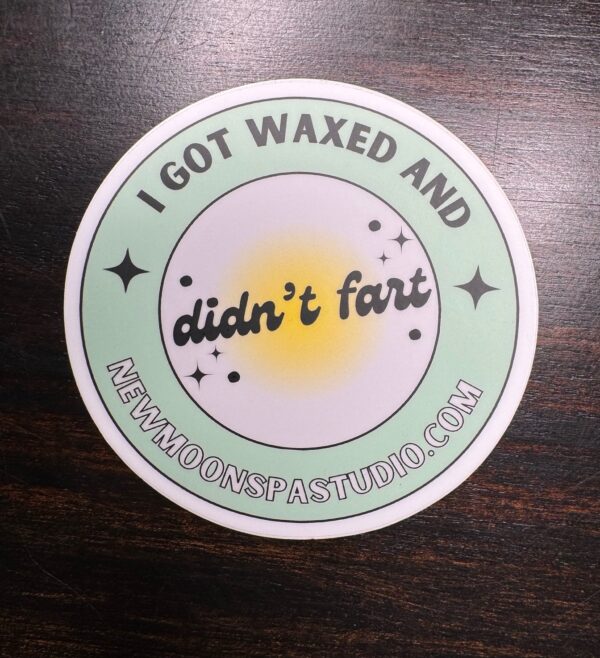 I GOT WAXED AND
didn't fart
NEWMOONSPASTUDIO.COM